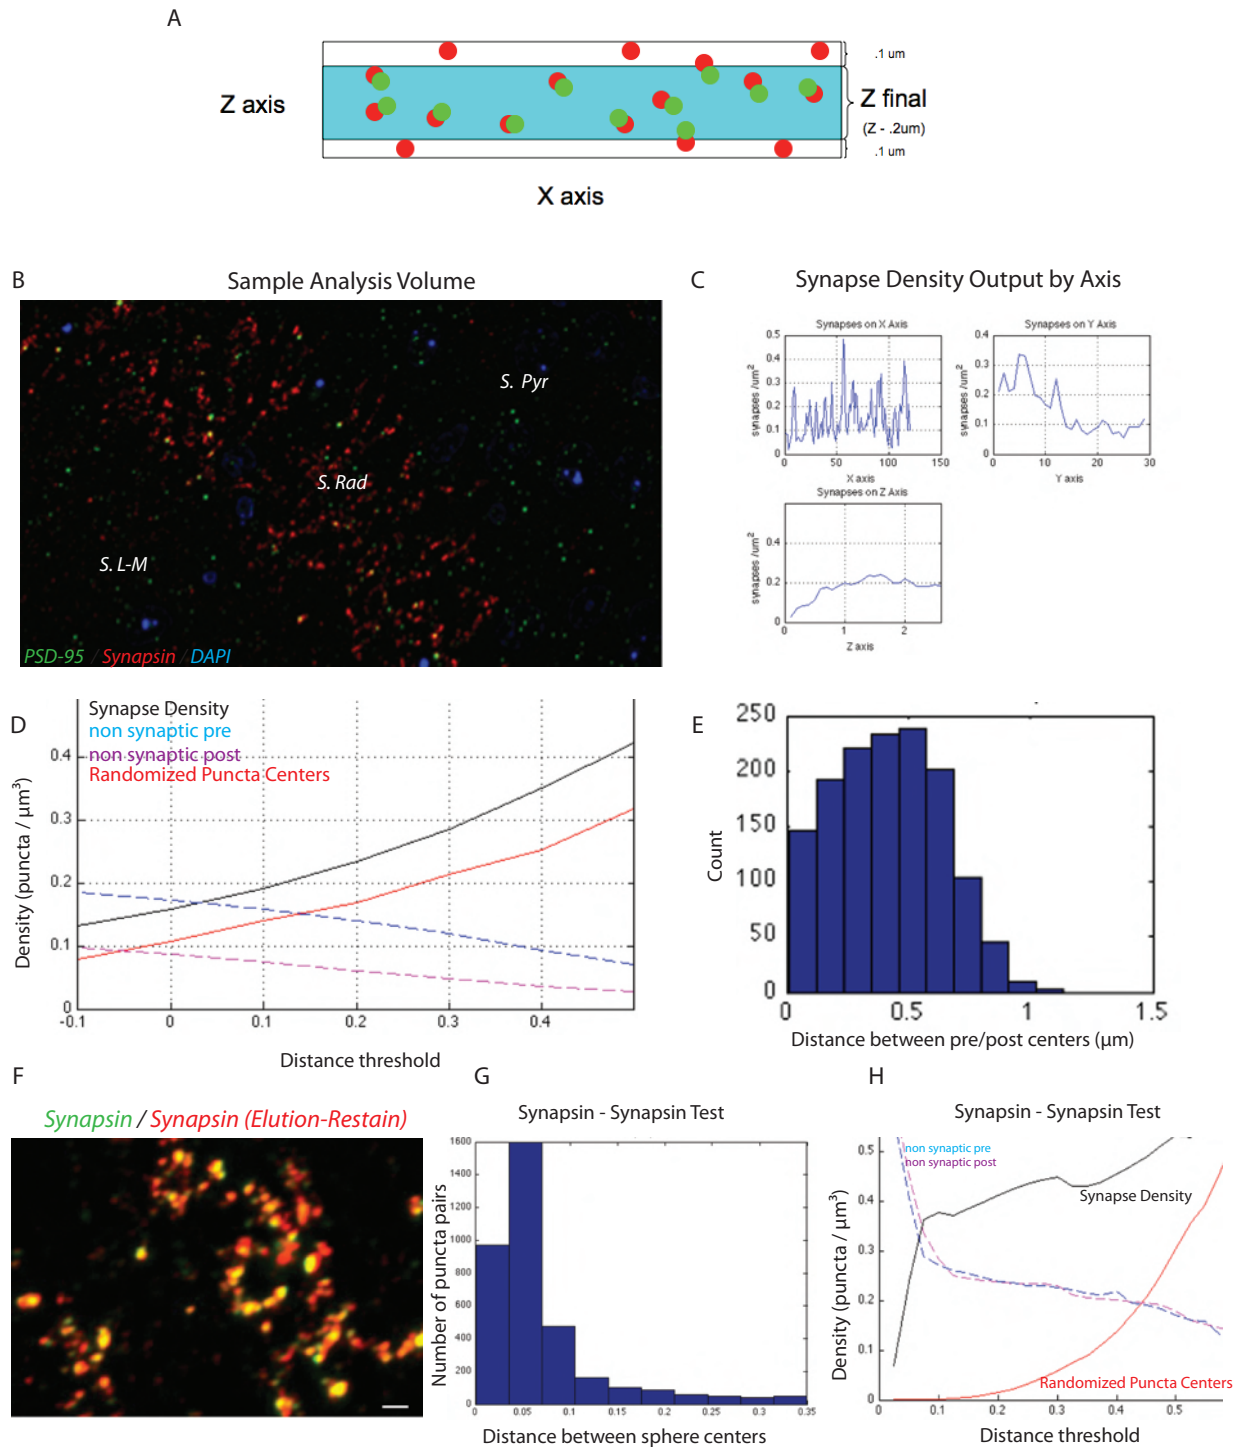 A
Z axis
.1 um
Z final
(Z - .2um)
.1 um
X axis
B
Sample Analysis Volume
S. Pyr
S. Rad
S. L-M
PSD-95 / Synapsin / DAPI
C
Synapse Density Output by Axis
Synapses on X Axis
synapses /um²
0.5
0.4
0.3
0.2
0.1
0
0
50
100
150
X axis
Synapses on Y Axis
synapses /um²
0.4
0.3
0.2
0.1
0
0
10
20
30
Y axis
Synapses on Z Axis
synapses /um²
0.4
0.2
0
0
1
2
Z axis
D
Synapse Density
non synaptic pre
non synaptic post
Randomized Puncta Centers
Density (puncta / µm³)
0.4
0.3
0.2
0.1
0
-0.1
0
0.1
0.2
0.3
0.4
Distance threshold
E
Count
250
200
150
100
50
0
0
0.5
1
1.5
Distance between pre/post centers (µm)
F
Synapsin / Synapsin (Elution-Restain)
G
Synapsin - Synapsin Test
Number of puncta pairs
1600
1400
1200
1000
800
600
400
200
0
0
0.05
0.1
0.15
0.2
0.25
0.3
0.35
Distance between sphere centers
H
Synapsin - Synapsin Test
non synaptic pre
non synaptic post
Synapse Density
Randomized Puncta Centers
Density (puncta / µm³)
0.5
0.4
0.3
0.2
0.1
0
0.1
0.2
0.3
0.4
0.5
Distance threshold